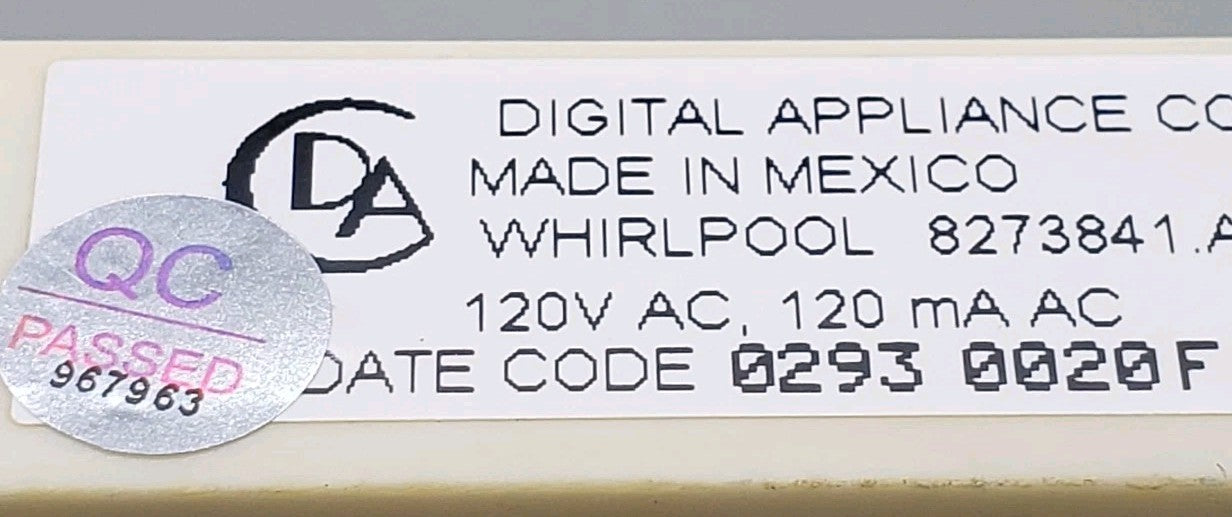 DA
DIGITAL APPLIANCE CO
MADE IN MEXICO
WHIRLPOOL 8273841.A
120V AC, 120 mA AC
DATE CODE 0293 0020F
QC
PASSED
967963